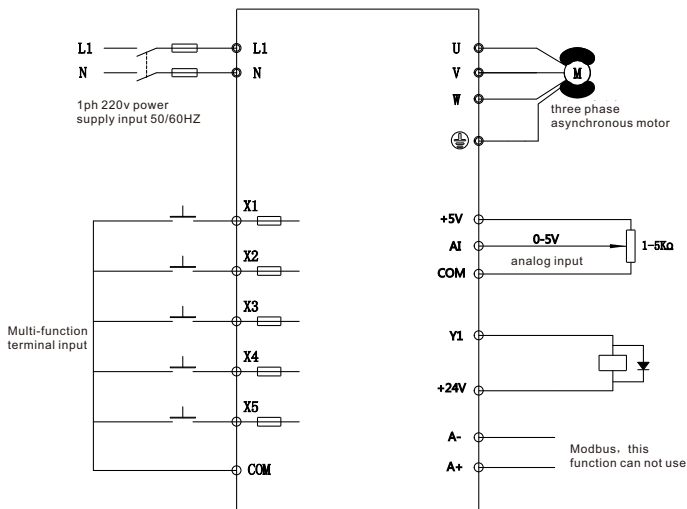 L1 L1
N N
1ph 220v power
supply input 50/60HZ
X1
X2
X3
Multi-function
terminal input
X4
X5
COM
U
V
W
M
three phase
asynchronous motor
+5V
AI 0-5V 1-5KΩ
analog input
COM
Y1
+24V
A-
A+
Modbus, this
function can not use